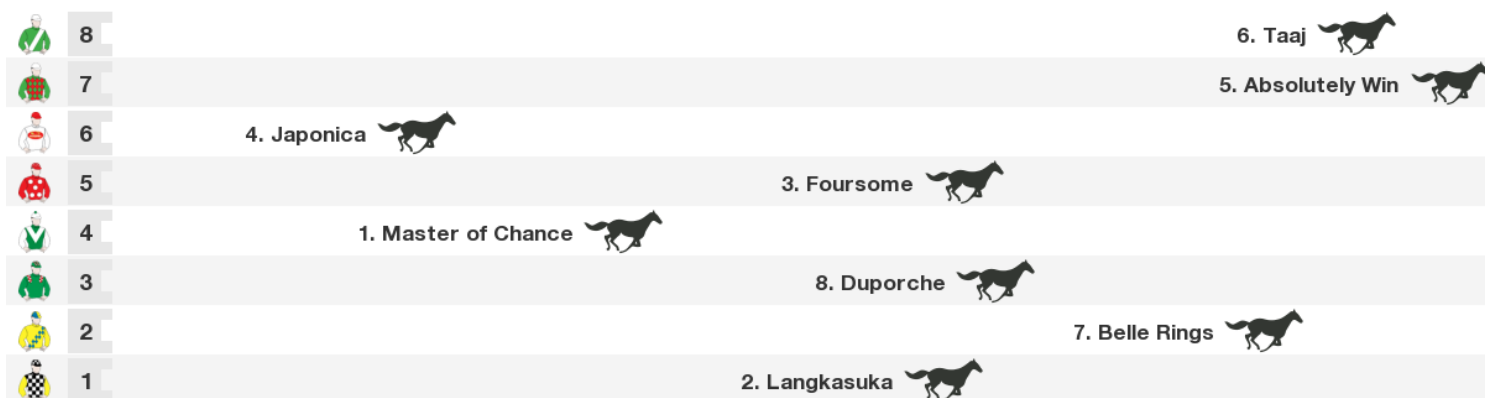 8 6. Taaj
7 5. Absolutely Win
6 4. Japonica
5 3. Foursome
4 1. Master of Chance
3 8. Duporche
2 7. Belle Rings
1 2. Langkasuka